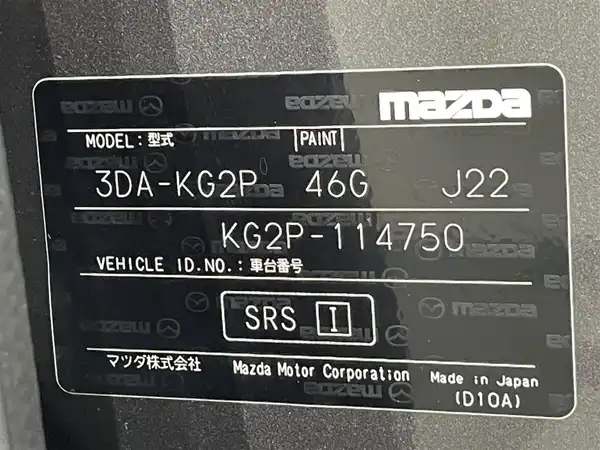 mazda
MODEL:型式 PAINT
3DA-KG2P 46G J22
KG2P-114750
VEHICLE ID.NO.:車台番号
SRS I
マツダ株式会社 Mazda Motor Corporation Made in Japan
(D10A)